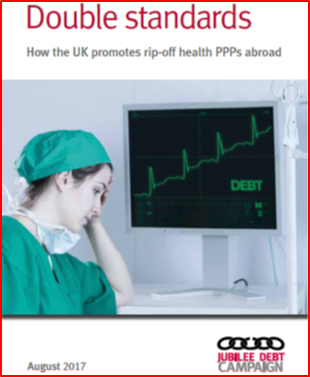 Double standards
How the UK promotes rip-off health PPPs abroad
DEBT
JUBILEE DEBT
CAMPAIGN
August 2017